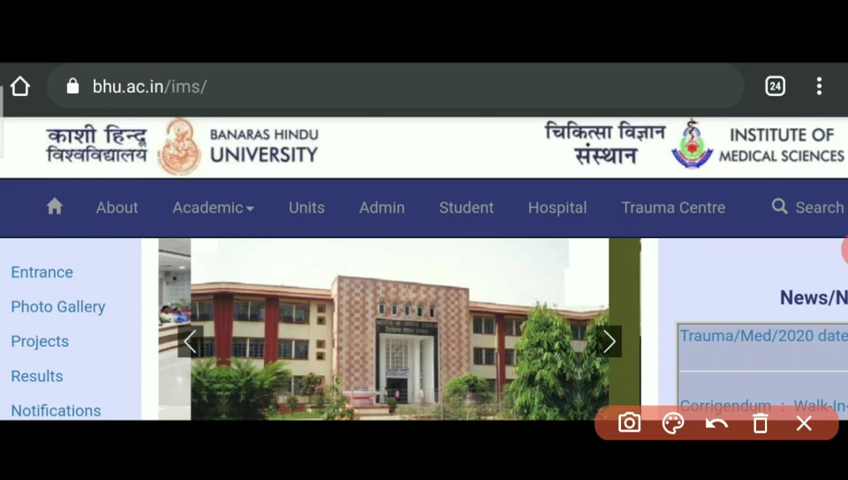 24
bhu.ac.in/ims/
काशी हिन्दू
विश्वविद्यालय
BANARAS HINDU
UNIVERSITY
चिकित्सा विज्ञान
संस्थान
INSTITUTE OF
MEDICAL SCIENCES
About Academic Units Admin Student Hospital Trauma Centre Search
Entrance
Photo Gallery
Projects
Results
Notifications
News/N
Trauma/Med/2020 date
Corrigendum : Walk-In-